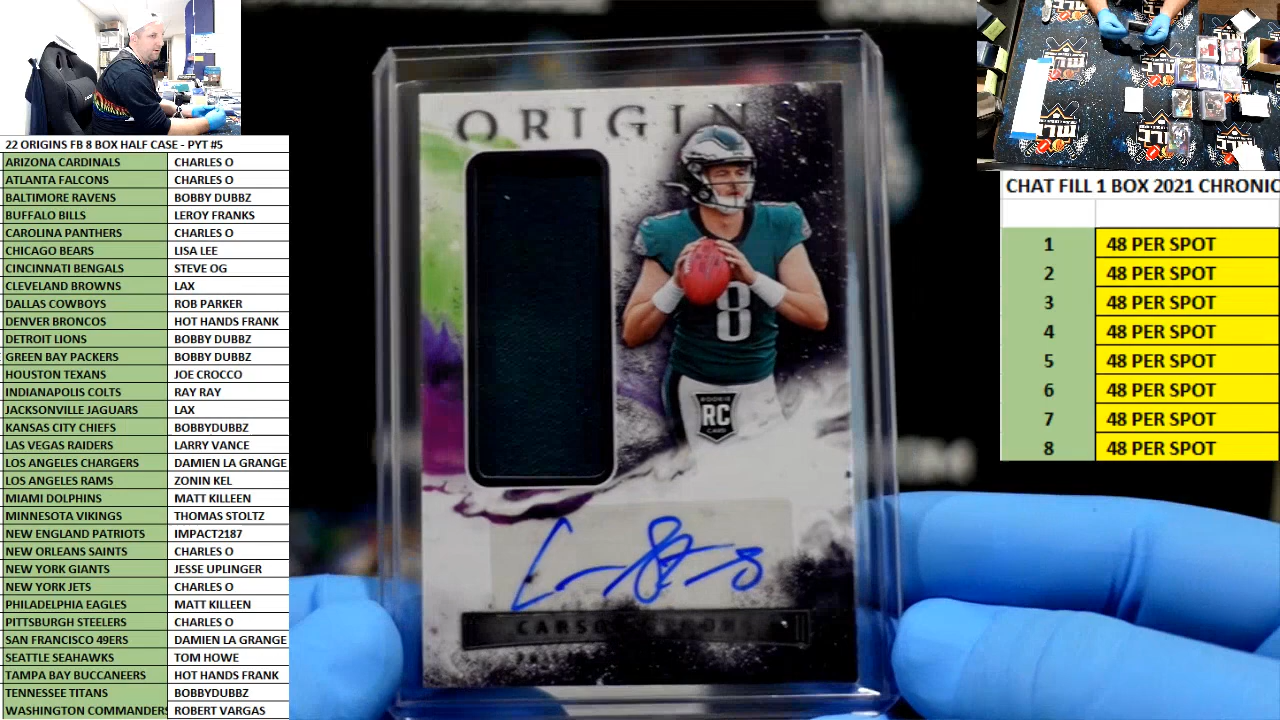 22 ORIGINS FB 8 BOX HALF CASE - PYT #5
ARIZONA CARDINALS CHARLES O
ATLANTA FALCONS CHARLES O
BALTIMORE RAVENS BOBBY DUBBZ
BUFFALO BILLS LEROY FRANKS
CAROLINA PANTHERS CHARLES O
CHICAGO BEARS LISA LEE
CINCINNATI BENGALS STEVE OG
CLEVELAND BROWNS LAX
DALLAS COWBOYS ROB PARKER
DENVER BRONCOS HOT HANDS FRANK
DETROIT LIONS BOBBY DUBBZ
GREEN BAY PACKERS BOBBY DUBBZ
HOUSTON TEXANS JOE CROCCO
INDIANAPOLIS COLTS RAY RAY
JACKSONVILLE JAGUARS LAX
KANSAS CITY CHIEFS BOBBYDUBBZ
LAS VEGAS RAIDERS LARRY VANCE
LOS ANGELES CHARGERS DAMIEN LA GRANGE
LOS ANGELES RAMS ZONIN KEL
MIAMI DOLPHINS MATT KILLEEN
MINNESOTA VIKINGS THOMAS STOLTZ
NEW ENGLAND PATRIOTS IMPACT2187
NEW ORLEANS SAINTS CHARLES O
NEW YORK GIANTS JESSE UPLINGER
NEW YORK JETS CHARLES O
PHILADELPHIA EAGLES MATT KILLEEN
PITTSBURGH STEELERS CHARLES O
SAN FRANCISCO 49ERS DAMIEN LA GRANGE
SEATTLE SEAHAWKS TOM HOWE
TAMPA BAY BUCCANEERS HOT HANDS FRANK
TENNESSEE TITANS BOBBYDUBBZ
WASHINGTON COMMANDERS ROBERT VARGAS
ORIGIN
8
ROOKIE
RC
CARD
CARSON STRONG
MLC
MLC
MLC
MLC
CHAT FILL 1 BOX 2021 CHRONIC
1 48 PER SPOT
2 48 PER SPOT
3 48 PER SPOT
4 48 PER SPOT
5 48 PER SPOT
6 48 PER SPOT
7 48 PER SPOT
8 48 PER SPOT